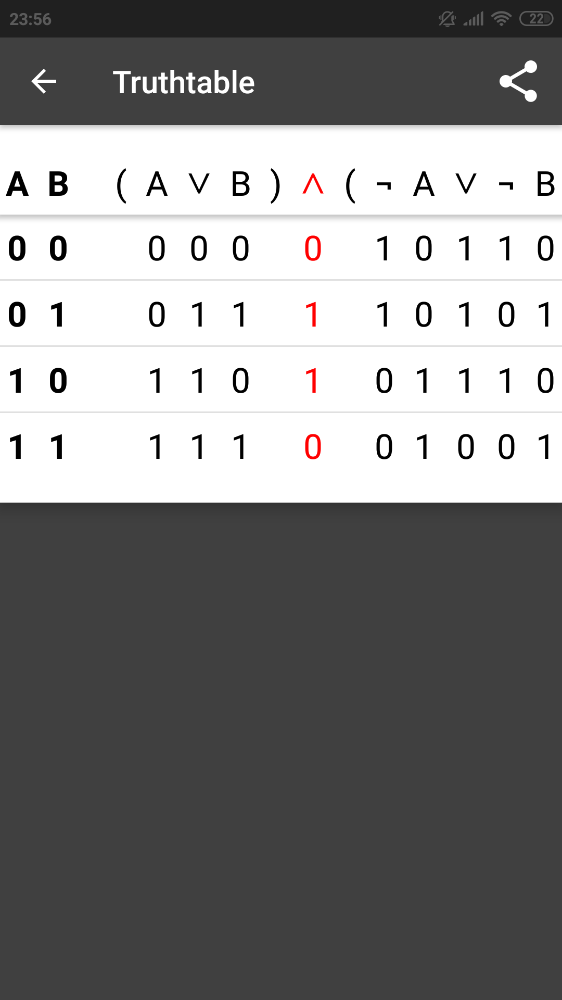 23:56 22
Truthtable
A B ( A ∨ B ) ∧ ( ¬ A ∨ ¬ B
0 0 0 0 0 0 1 0 1 1 0
0 1 0 1 1 1 1 0 1 0 1
1 0 1 1 0 1 0 1 1 1 0
1 1 1 1 1 0 0 1 0 0 1